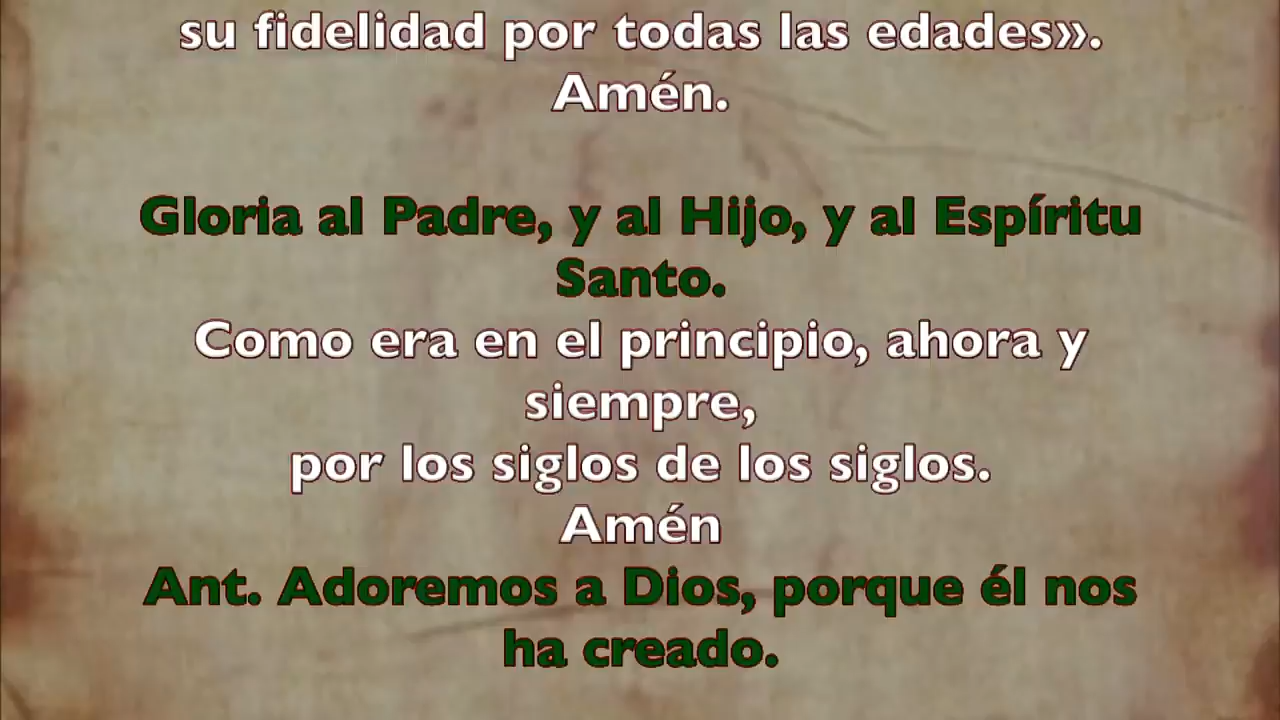 su fidelidad por todas las edades».
Amén.
Gloria al Padre, y al Hijo, y al Espíritu
Santo.
Como era en el principio, ahora y
siempre,
por los siglos de los siglos.
Amén
Ant. Adoremos a Dios, porque él nos
ha creado.